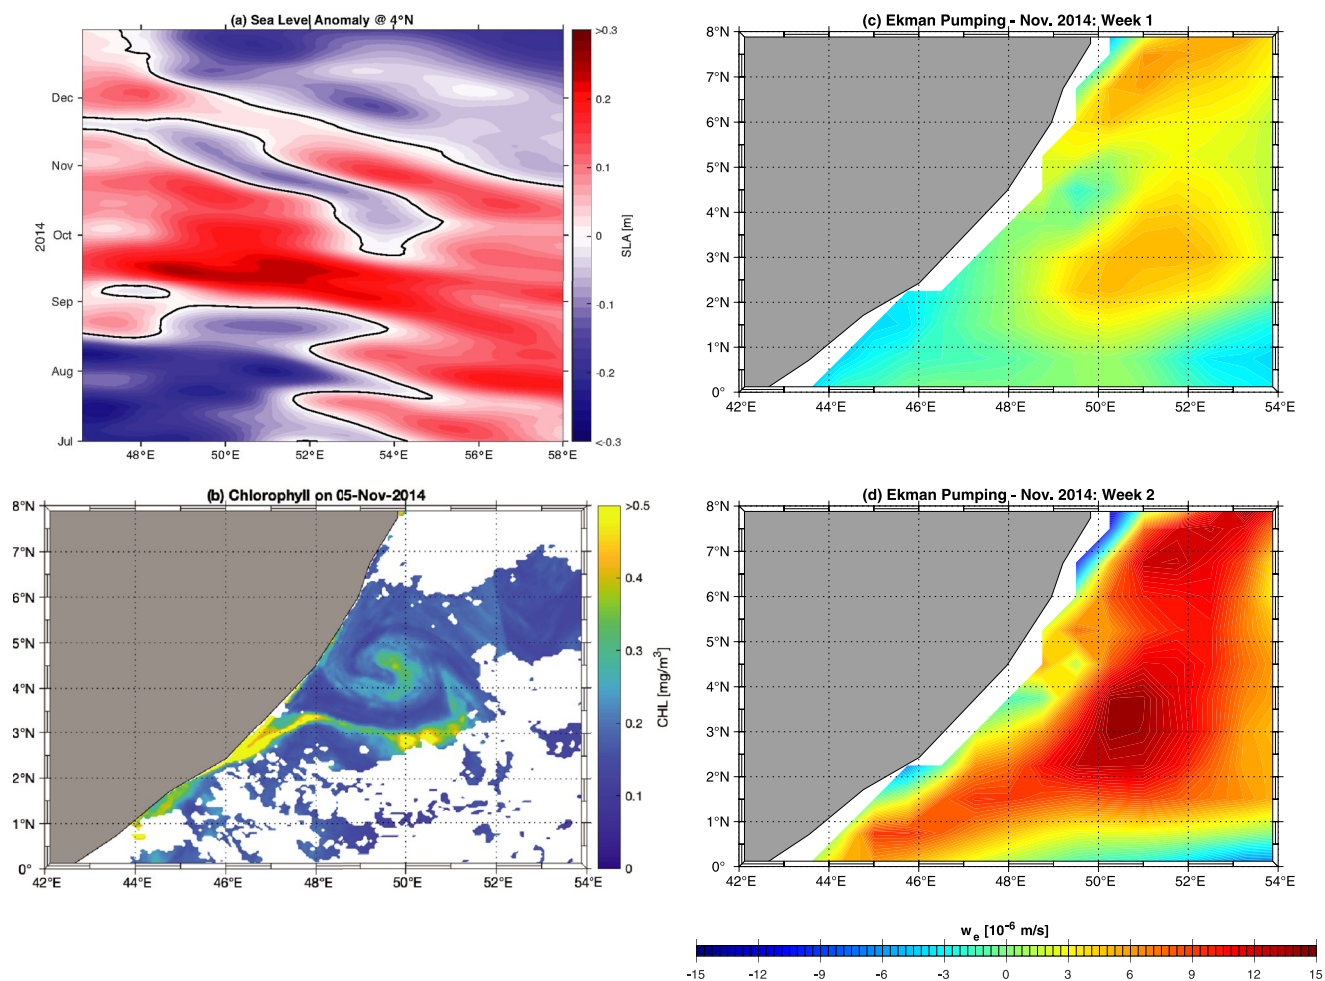 (a) Sea Level Anomaly @ 4°N
Dec
Nov
Oct
Sep
Aug
Jul
2014
48°E 50°E 52°E 54°E 56°E 58°E
>0.3
0.2
0.1
0
-0.1
-0.2
<-0.3
SLA [m]
(c) Ekman Pumping - Nov. 2014: Week 1
8°N
7°N
6°N
5°N
4°N
3°N
2°N
1°N
0°
42°E 44°E 46°E 48°E 50°E 52°E 54°E
(b) Chlorophyll on 05-Nov-2014
8°N
7°N
6°N
5°N
4°N
3°N
2°N
1°N
0°
42°E 44°E 46°E 48°E 50°E 52°E 54°E
>0.5
0.4
0.3
0.2
0.1
0
CHL [mg/m³]
(d) Ekman Pumping - Nov. 2014: Week 2
8°N
7°N
6°N
5°N
4°N
3°N
2°N
1°N
0°
42°E 44°E 46°E 48°E 50°E 52°E 54°E
w_e [10⁻⁶ m/s]
-15 -12 -9 -6 -3 0 3 6 9 12 15